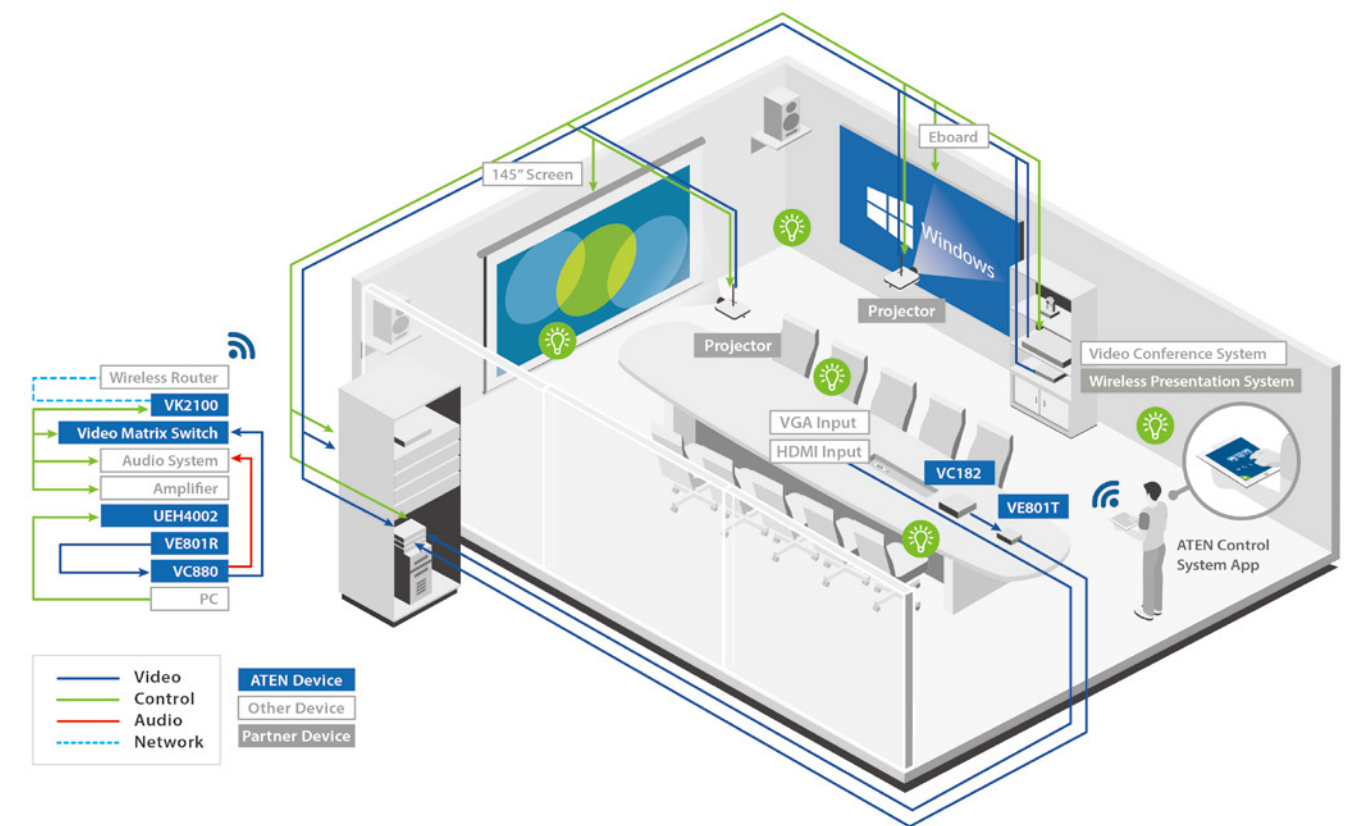 Eboard
145” Screen
Windows
Projector
Projector
Video Conference System
Wireless Presentation System
VGA Input
HDMI Input
VC182
VE801T
ATEN Control
System App
Wireless Router
VK2100
Video Matrix Switch
Audio System
Amplifier
UEH4002
VE801R
VC880
PC
Video
Control
Audio
Network
ATEN Device
Other Device
Partner Device